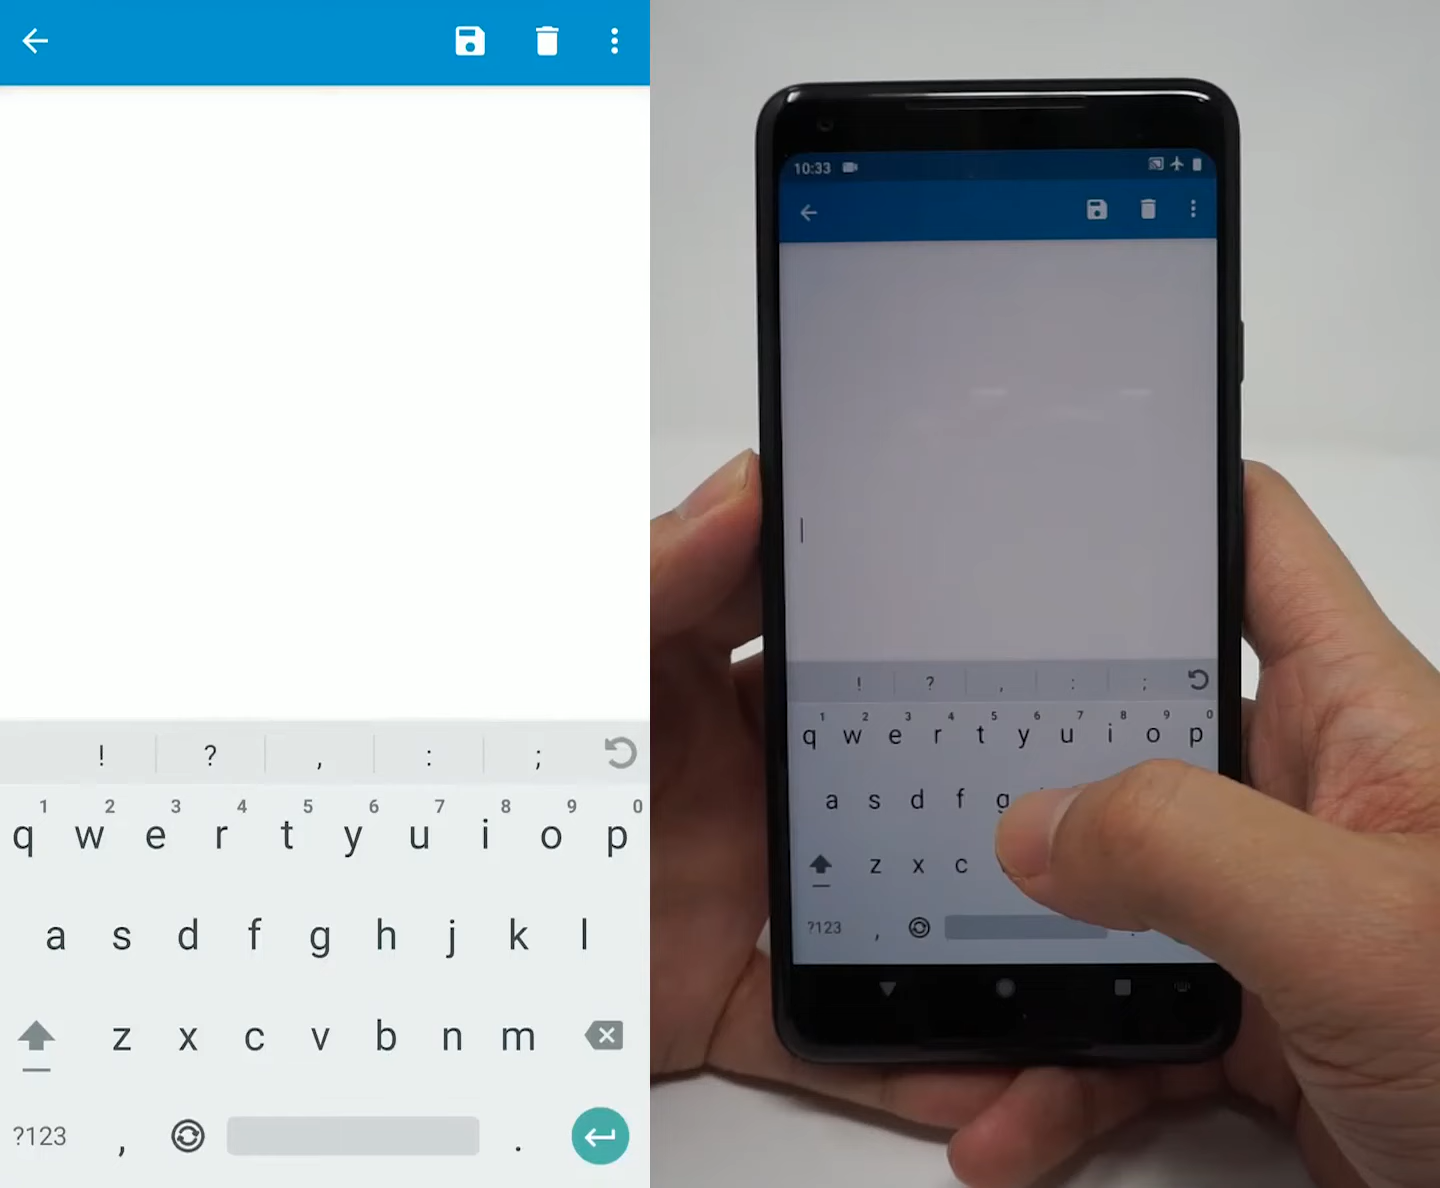 ! ? , : ;
1 2 3 4 5 6 7 8 9 0
q w e r t y u i o p
a s d f g h j k l
z x c v b n m
?123 , .
10:33
! ? , : ;
1 2 3 4 5 6 7 8 9 0
q w e r t y u i o p
a s d f g
z x c
?123 , .